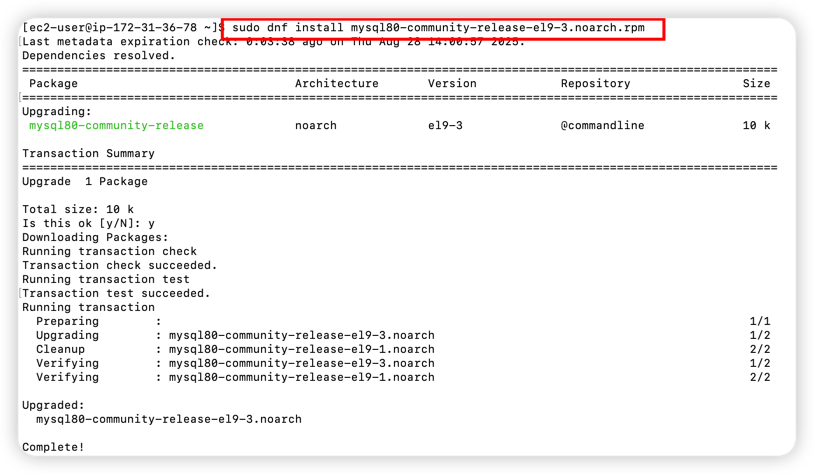 [ec2-user@ip-172-31-36-78 ~]$ sudo dnf install mysql80-community-release-el9-3.noarch.rpm
Last metadata expiration check: 0:03:38 ago on Thu Aug 28 14:00:57 2025.
Dependencies resolved.
================================================================================
Package Architecture Version Repository Size
================================================================================
Upgrading:
mysql80-community-release noarch el9-3 @commandline 10 k
Transaction Summary
================================================================================
Upgrade 1 Package
Total size: 10 k
Is this ok [y/N]: y
Downloading Packages:
Running transaction check
Transaction check succeeded.
Running transaction test
Transaction test succeeded.
Running transaction
Preparing : 1/1
Upgrading : mysql80-community-release-el9-3.noarch 1/2
Cleanup : mysql80-community-release-el9-1.noarch 2/2
Verifying : mysql80-community-release-el9-3.noarch 1/2
Verifying : mysql80-community-release-el9-1.noarch 2/2
Upgraded:
mysql80-community-release-el9-3.noarch
Complete!